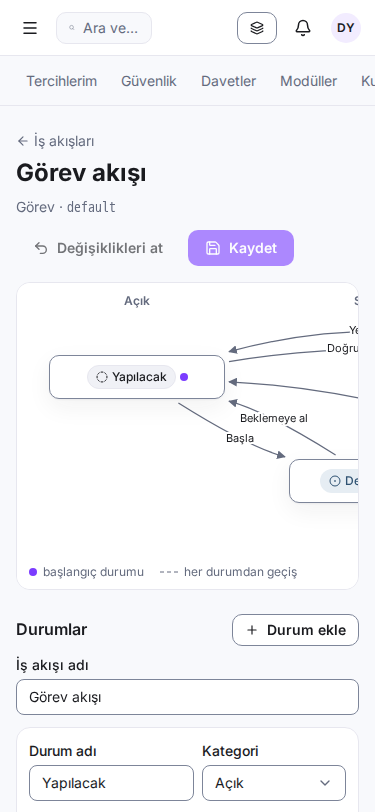 Ara ve...
DY
Tercihlerim Güvenlik Davetler Modüller
← İş akışları
Görev akışı
Görev · default
Değişiklikleri at Kaydet
Açık
Yapılacak
Beklemeye al
Başla
başlangıç durumu her durumdan geçiş
Durumlar
+ Durum ekle
İş akışı adı
Görev akışı
Durum adı Kategori
Yapılacak Açık